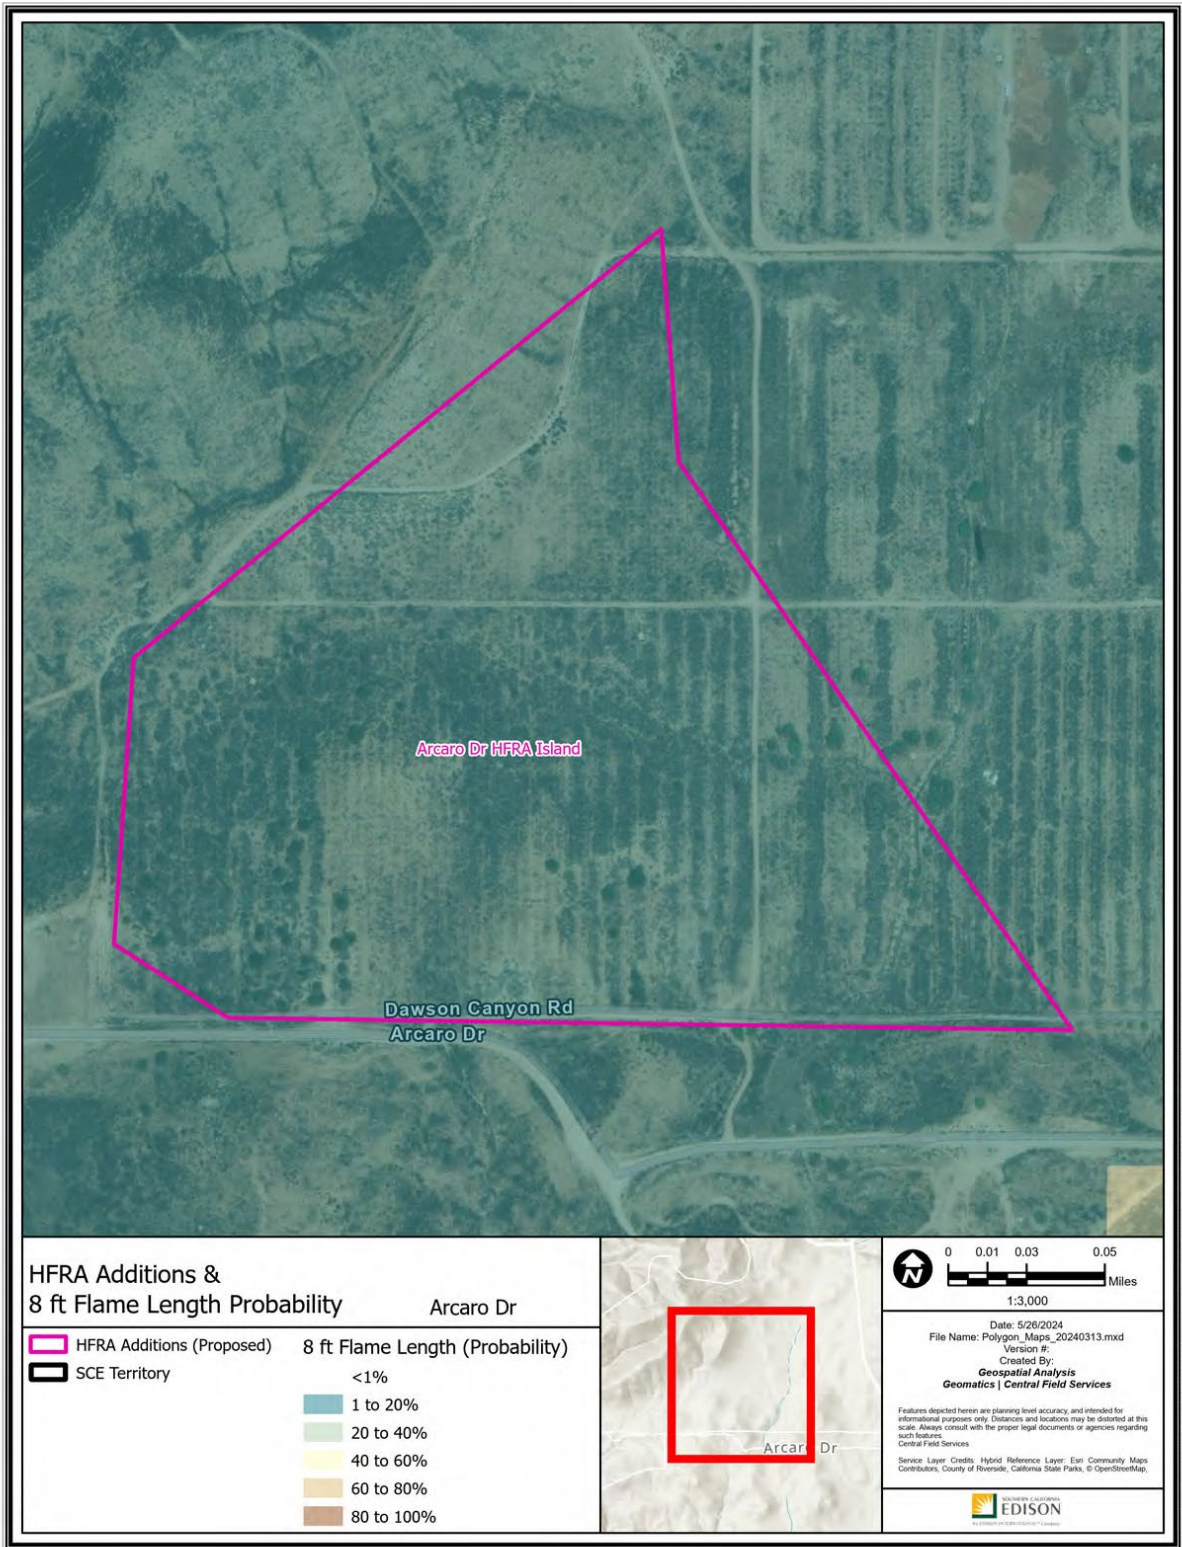 Arcaro Dr HFRA Island
Dawson Canyon Rd
Arcaro Dr
HFRA Additions &
8 ft Flame Length Probability
Arcaro Dr
HFRA Additions (Proposed)
SCE Territory
8 ft Flame Length (Probability)
<1%
1 to 20%
20 to 40%
40 to 60%
60 to 80%
80 to 100%
Arcaro Dr
N
0 0.01 0.03 0.05
Miles
1:3,000
Date: 5/26/2024
File Name: Polygon_Maps_20240313.mxd
Version #:
Created By:
Geospatial Analysis
Geomatics | Central Field Services
Features depicted herein are planning level accuracy, and intended for
informational purposes only. Distances and locations may be distorted at this
scale. Always consult with the proper legal documents or agencies regarding
such features.
Central Field Services
Service Layer Credits: Hybrid Reference Layer: Esri Community Maps
Contributors, County of Riverside, California State Parks, © OpenStreetMap,
SOUTHERN CALIFORNIA
EDISON
An EDISON INTERNATIONAL℠ Company